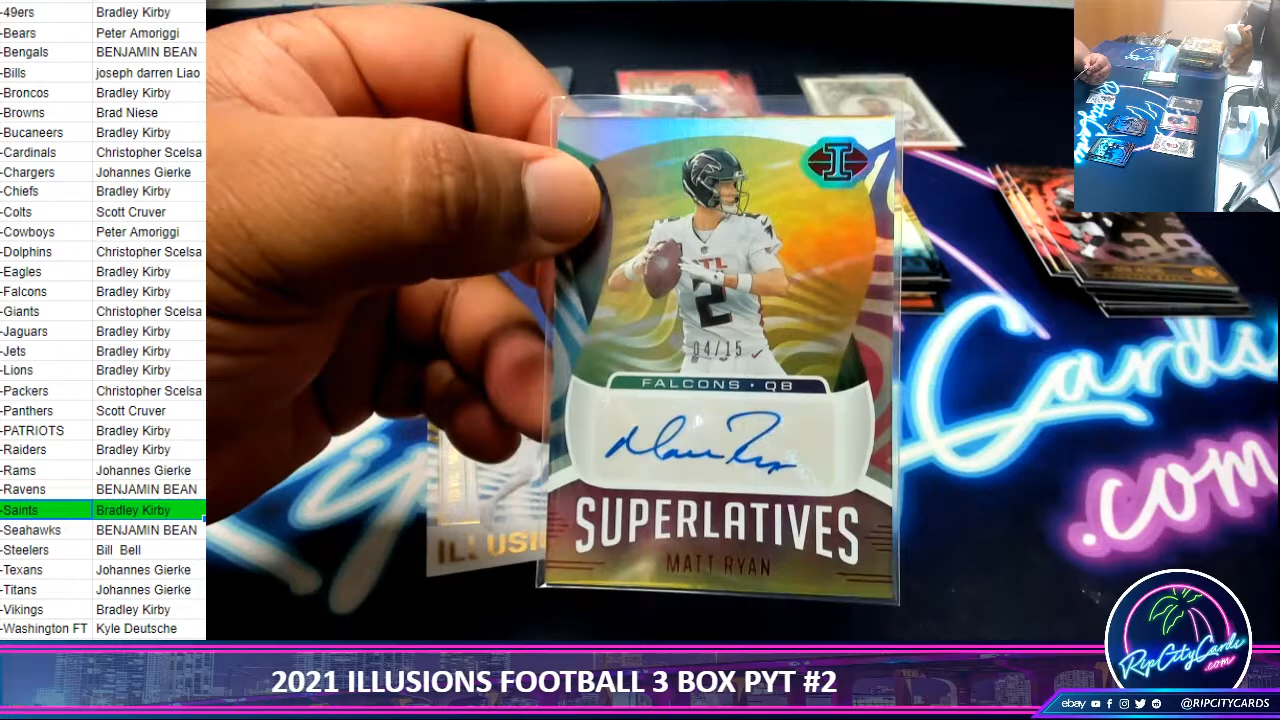 -49ers Bradley Kirby
-Bears Peter Amoriggi
-Bengals BENJAMIN BEAN
-Bills joseph darren Liao
-Broncos Bradley Kirby
-Browns Brad Niese
-Bucaneers Bradley Kirby
-Cardinals Christopher Scelsa
-Chargers Johannes Gierke
-Chiefs Bradley Kirby
-Colts Scott Cruver
-Cowboys Peter Amoriggi
-Dolphins Christopher Scelsa
-Eagles Bradley Kirby
-Falcons Bradley Kirby
-Giants Christopher Scelsa
-Jaguars Bradley Kirby
-Jets Bradley Kirby
-Lions Bradley Kirby
-Packers Christopher Scelsa
-Panthers Scott Cruver
-PATRIOTS Bradley Kirby
-Raiders Bradley Kirby
-Rams Johannes Gierke
-Ravens BENJAMIN BEAN
-Saints Bradley Kirby
-Seahawks BENJAMIN BEAN
-Steelers Bill Bell
-Texans Johannes Gierke
-Titans Johannes Gierke
-Vikings Bradley Kirby
-Washington FT Kyle Deutsche
I
ATL
2
04/15
FALCONS • QB
SUPERLATIVES
MATT RYAN
Cards
.com
2021 ILLUSIONS FOOTBALL 3 BOX PYT #2
RipCityCards
.com
ebay @RIPCITYCARDS